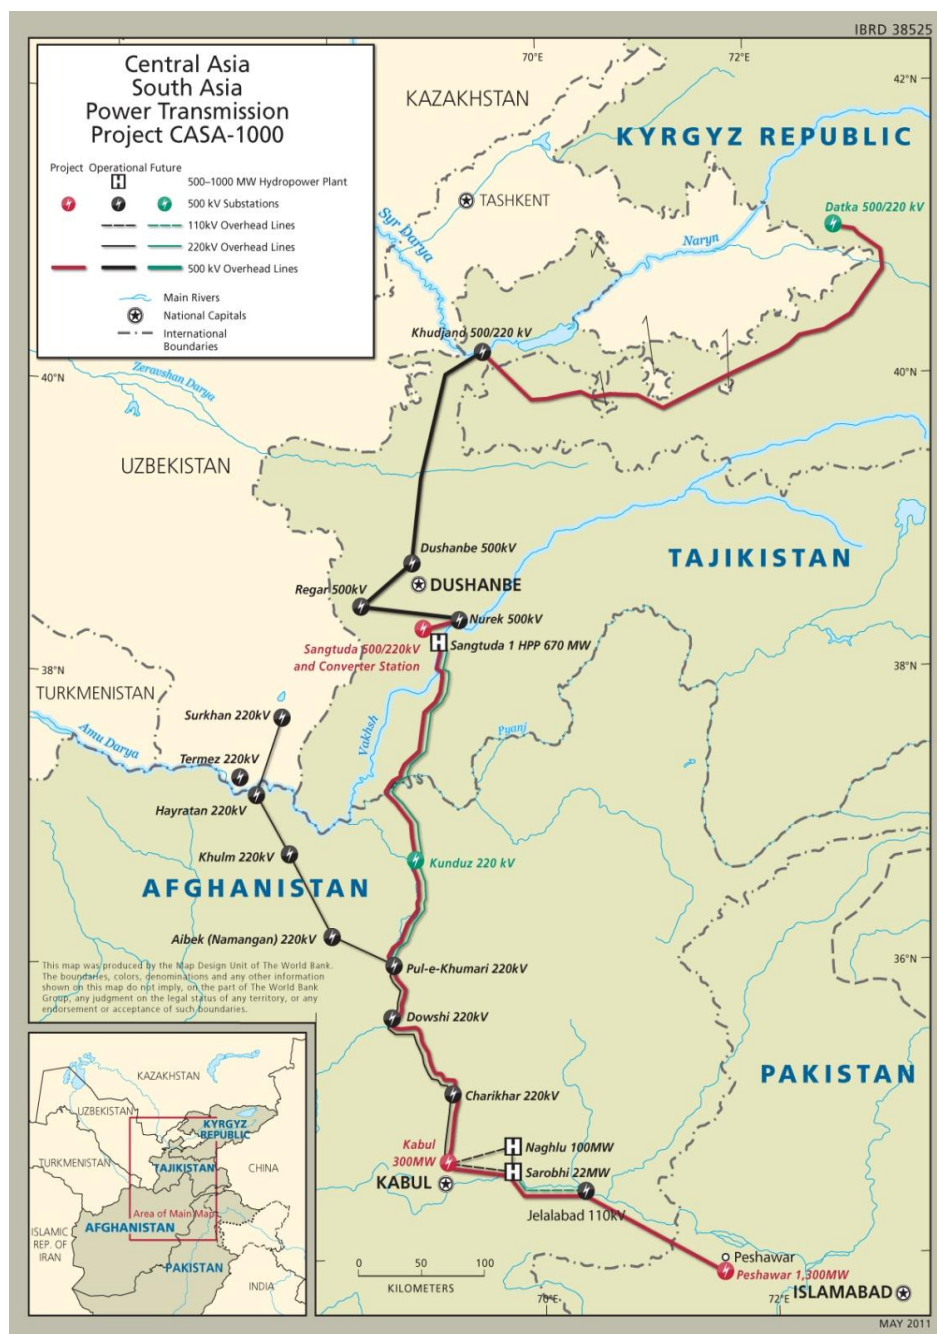 IBRD 38525
Central Asia
South Asia
Power Transmission
Project CASA-1000
Project Operational Future
H 500–1000 MW Hydropower Plant
500 kV Substations
110kV Overhead Lines
220kV Overhead Lines
500 kV Overhead Lines
Main Rivers
National Capitals
International
Boundaries
70°E
72°E
42°N
KAZAKHSTAN
KYRGYZ REPUBLIC
TASHKENT
Datka 500/220 kV
Syr Darya
Naryn
Khudjand 500/220 kV
40°N
40°N
Zeravshan Darya
UZBEKISTAN
Dushanbe 500kV
TAJIKISTAN
DUSHANBE
Regar 500kV
Nurek 500kV
H Sangtuda 1 HPP 670 MW
Sangtuda 500/220kV
and Converter Station
38°N
38°N
TURKMENISTAN
Surkhan 220kV
Amu Darya
Vakhsh
Pyanj
Termez 220kV
Hayratan 220kV
Khulm 220kV
Kunduz 220 kV
AFGHANISTAN
Aibek (Namangan) 220kV
Pul-e-Khumari 220kV
36°N
This map was produced by the Map Design Unit of The World Bank.
The boundaries, colors, denominations and any other information
shown on this map do not imply, on the part of The World Bank
Group, any judgment on the legal status of any territory, or any
endorsement or acceptance of such boundaries.
Dowshi 220kV
PAKISTAN
Charikhar 220kV
Kabul
300MW
H Naghlu 100MW
H Sarobhi 22MW
KABUL
Jelalabad 110kV
Peshawar
Peshawar 1,300MW
ISLAMABAD
0 50 100
KILOMETERS
70°E
72°E
KAZAKHSTAN
UZBEKISTAN
KYRGYZ
REPUBLIC
TURKMENISTAN
TAJIKISTAN
CHINA
Area of Main Map
AFGHANISTAN
ISLAMIC
REP. OF
IRAN
PAKISTAN
INDIA
MAY 2011